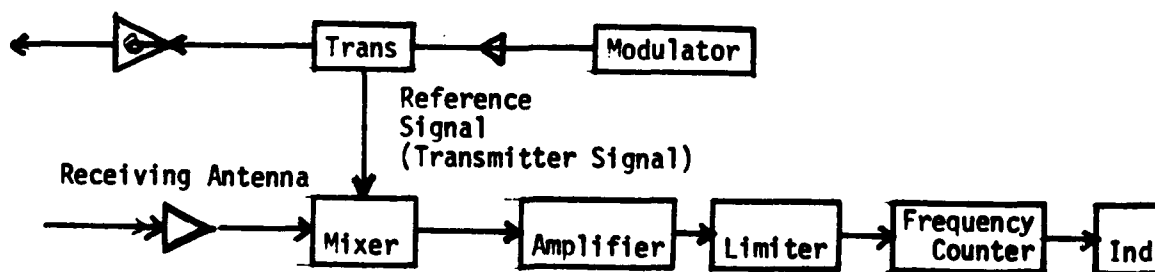 Trans
Modulator
Reference
Signal
(Transmitter Signal)
Receiving Antenna
Mixer
Amplifier
Limiter
Frequency
Counter
Ind